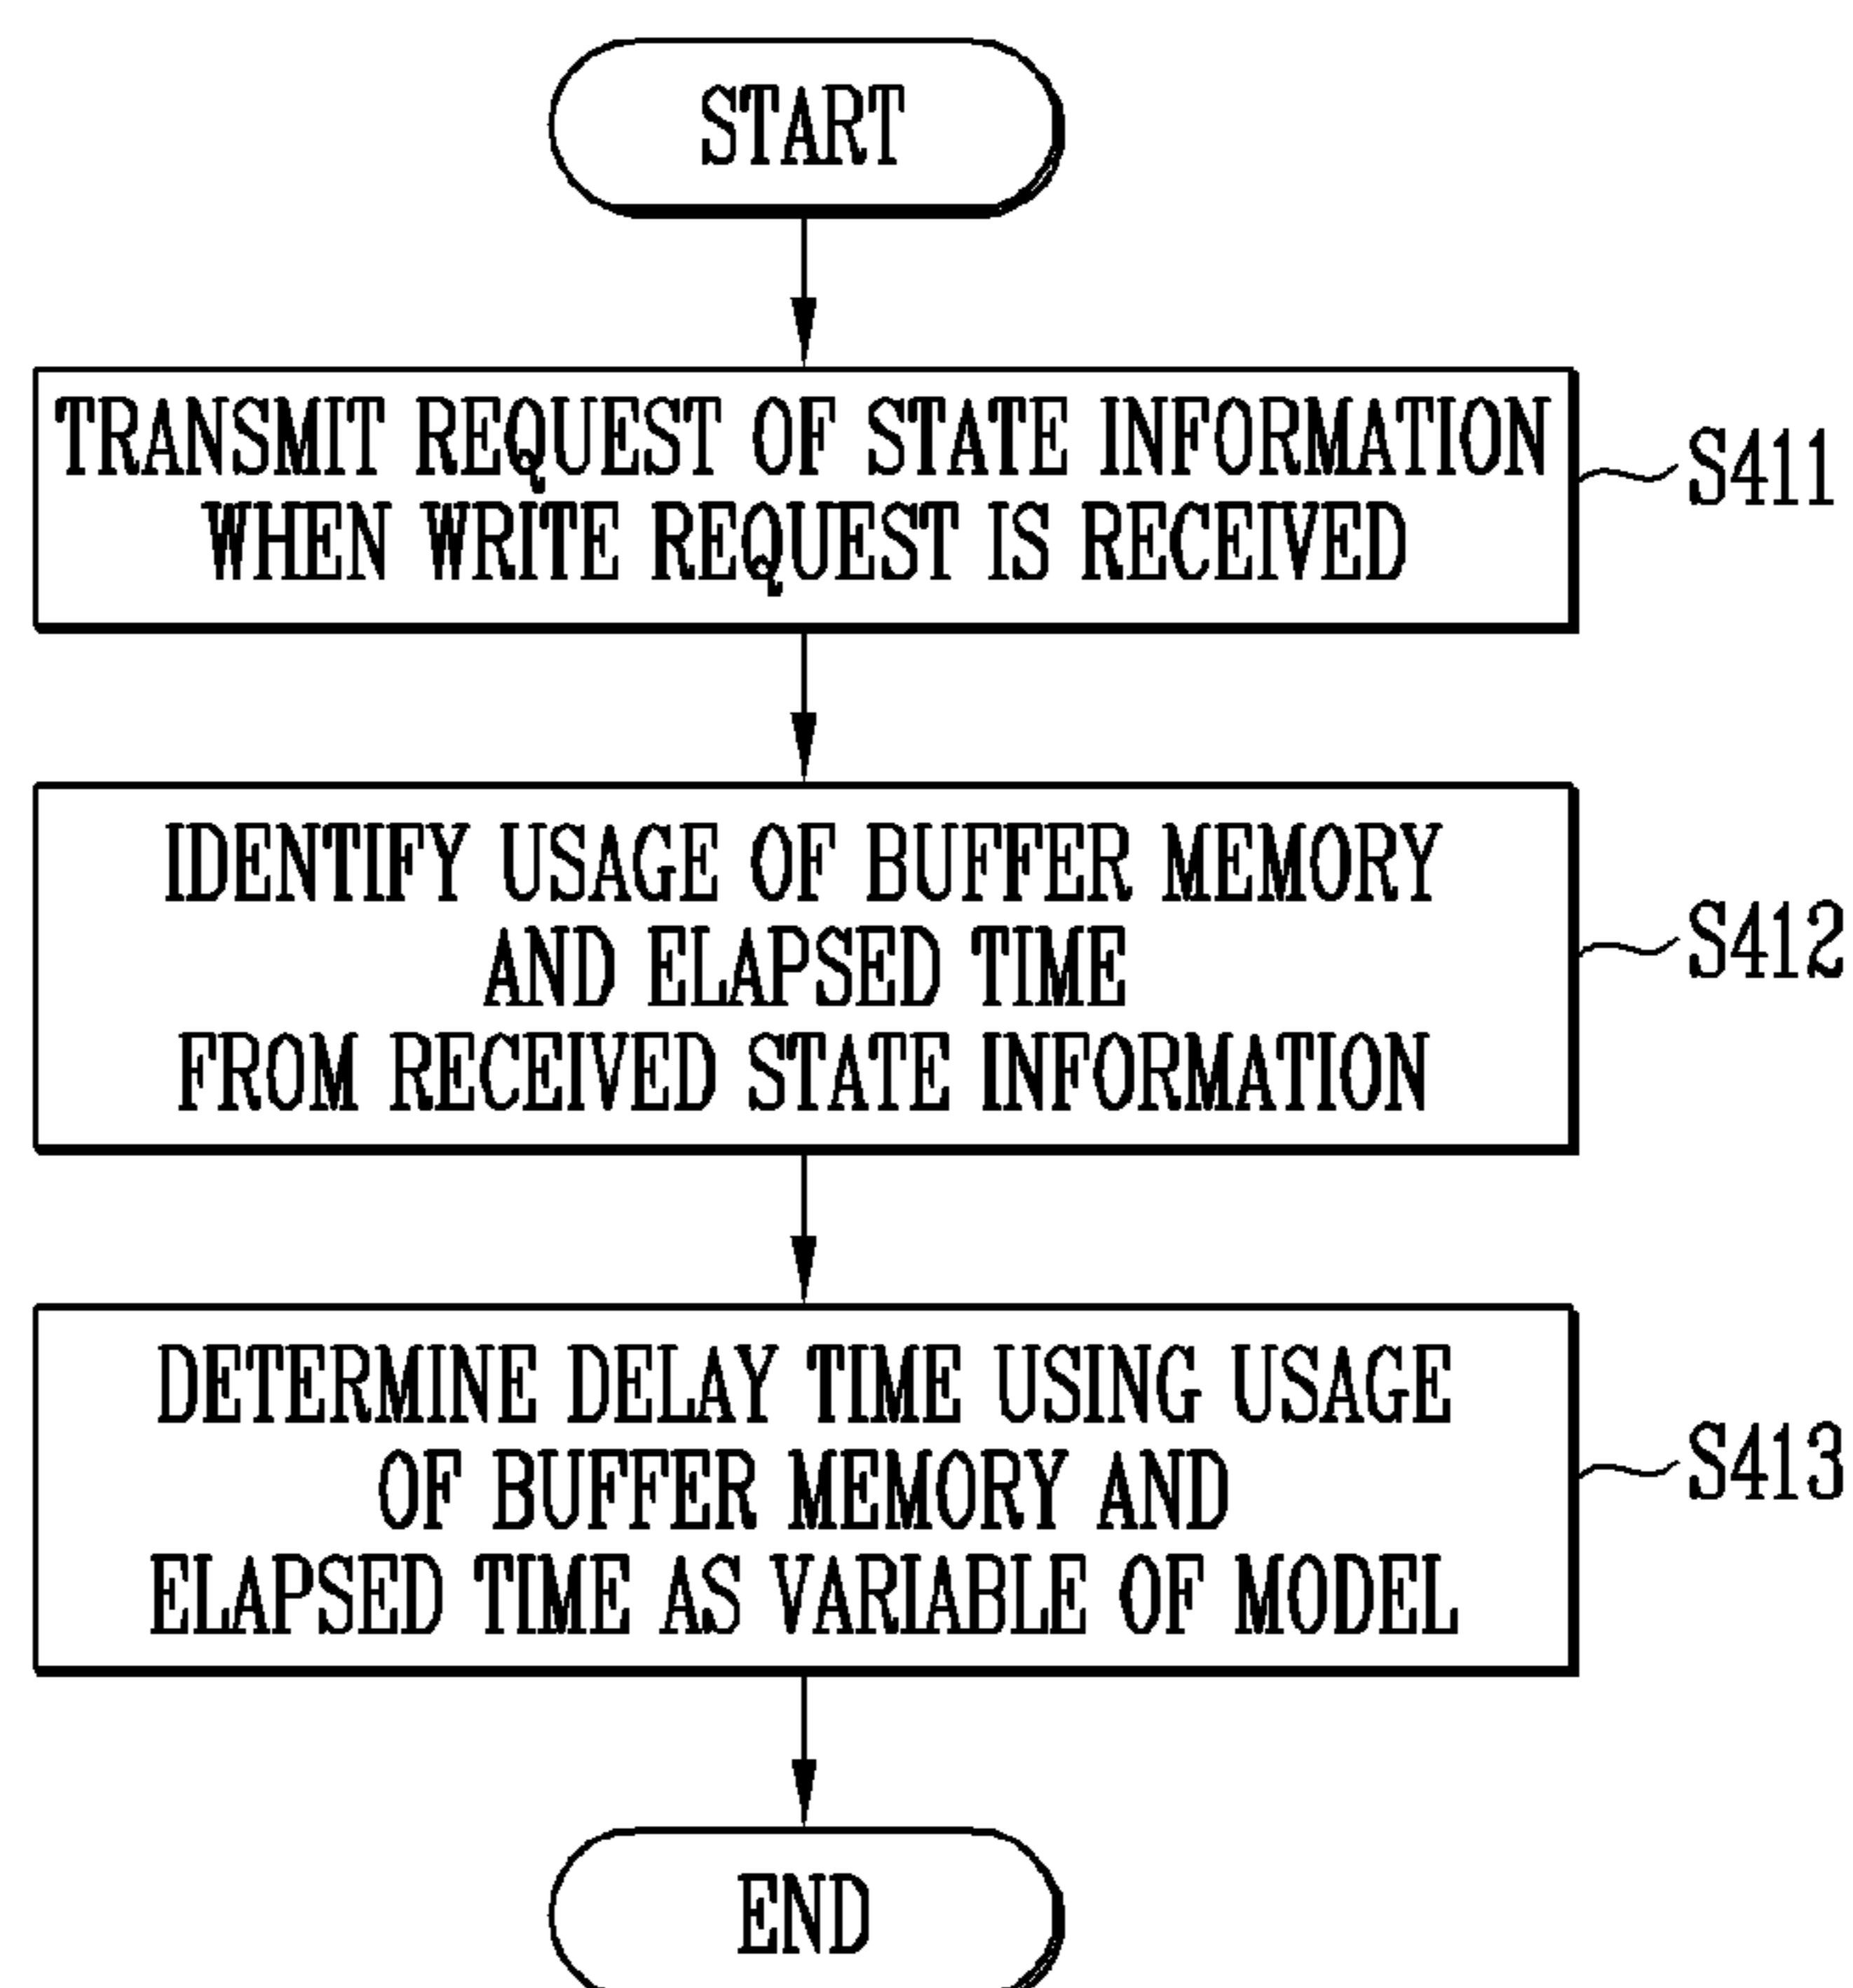 START
TRANSMIT REQUEST OF STATE INFORMATION
WHEN WRITE REQUEST IS RECEIVED
S411
IDENTIFY USAGE OF BUFFER MEMORY
AND ELAPSED TIME
FROM RECEIVED STATE INFORMATION
S412
DETERMINE DELAY TIME USING USAGE
OF BUFFER MEMORY AND
ELAPSED TIME AS VARIABLE OF MODEL
S413
END